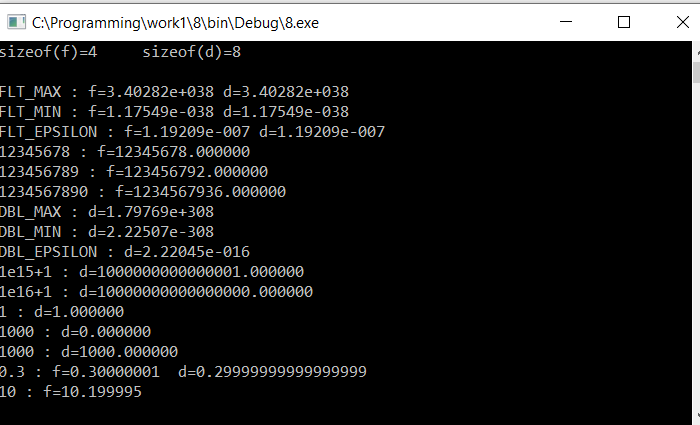 C:\Programming\work1\8\bin\Debug\8.exe
sizeof(f)=4     sizeof(d)=8
FLT_MAX : f=3.40282e+038 d=3.40282e+038
FLT_MIN : f=1.17549e-038 d=1.17549e-038
FLT_EPSILON : f=1.19209e-007 d=1.19209e-007
12345678 : f=12345678.000000
123456789 : f=123456792.000000
1234567890 : f=1234567936.000000
DBL_MAX : d=1.79769e+308
DBL_MIN : d=2.22507e-308
DBL_EPSILON : d=2.22045e-016
1e15+1 : d=1000000000000001.000000
1e16+1 : d=10000000000000000.000000
1 : d=1.000000
1000 : d=0.000000
1000 : d=1000.000000
0.3 : f=0.30000001  d=0.29999999999999999
10 : f=10.199995